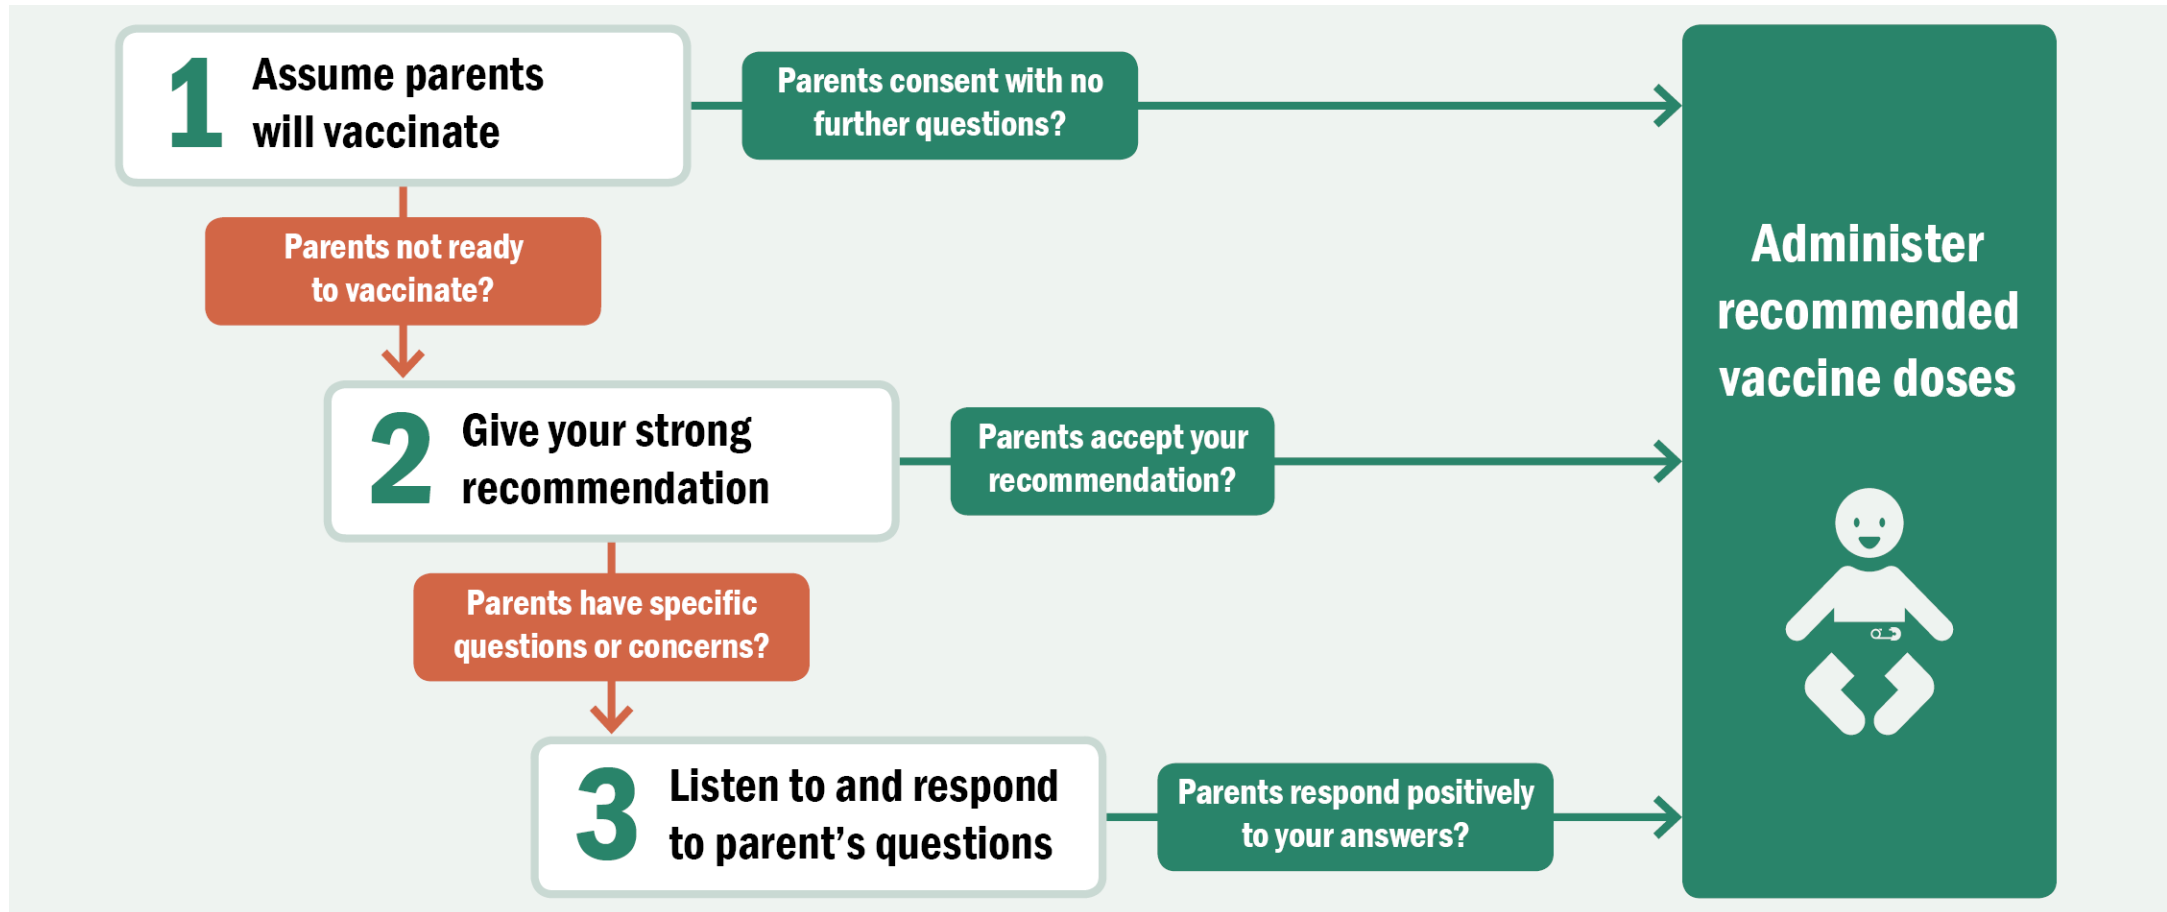 1
Assume parents
will vaccinate
Parents consent with no
further questions?
Parents not ready
to vaccinate?
2
Give your strong
recommendation
Parents accept your
recommendation?
Parents have specific
questions or concerns?
3
Listen to and respond
to parent's questions
Parents respond positively
to your answers?
Administer
recommended
vaccine doses